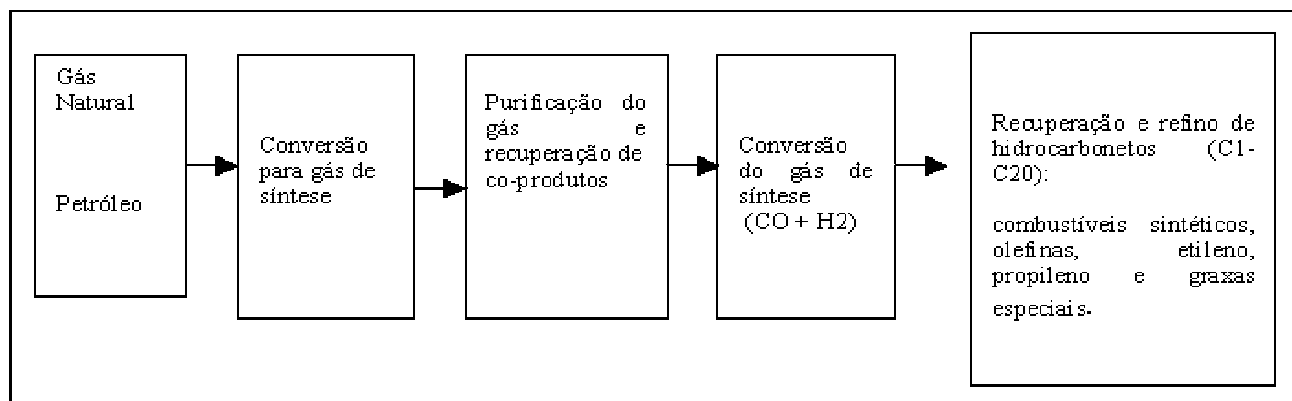 Gás
Natural
Petróleo
Conversão
para gás de
síntese
Purificação do
gás e
recuperação de
co-produtos
Conversão
do gás de
síntese
(CO + H2)
Recuperação e refino de
hidrocarbonetos (C1-
C20):
combustíveis sintéticos,
olefinas, etileno,
propileno e graxas
especiais.